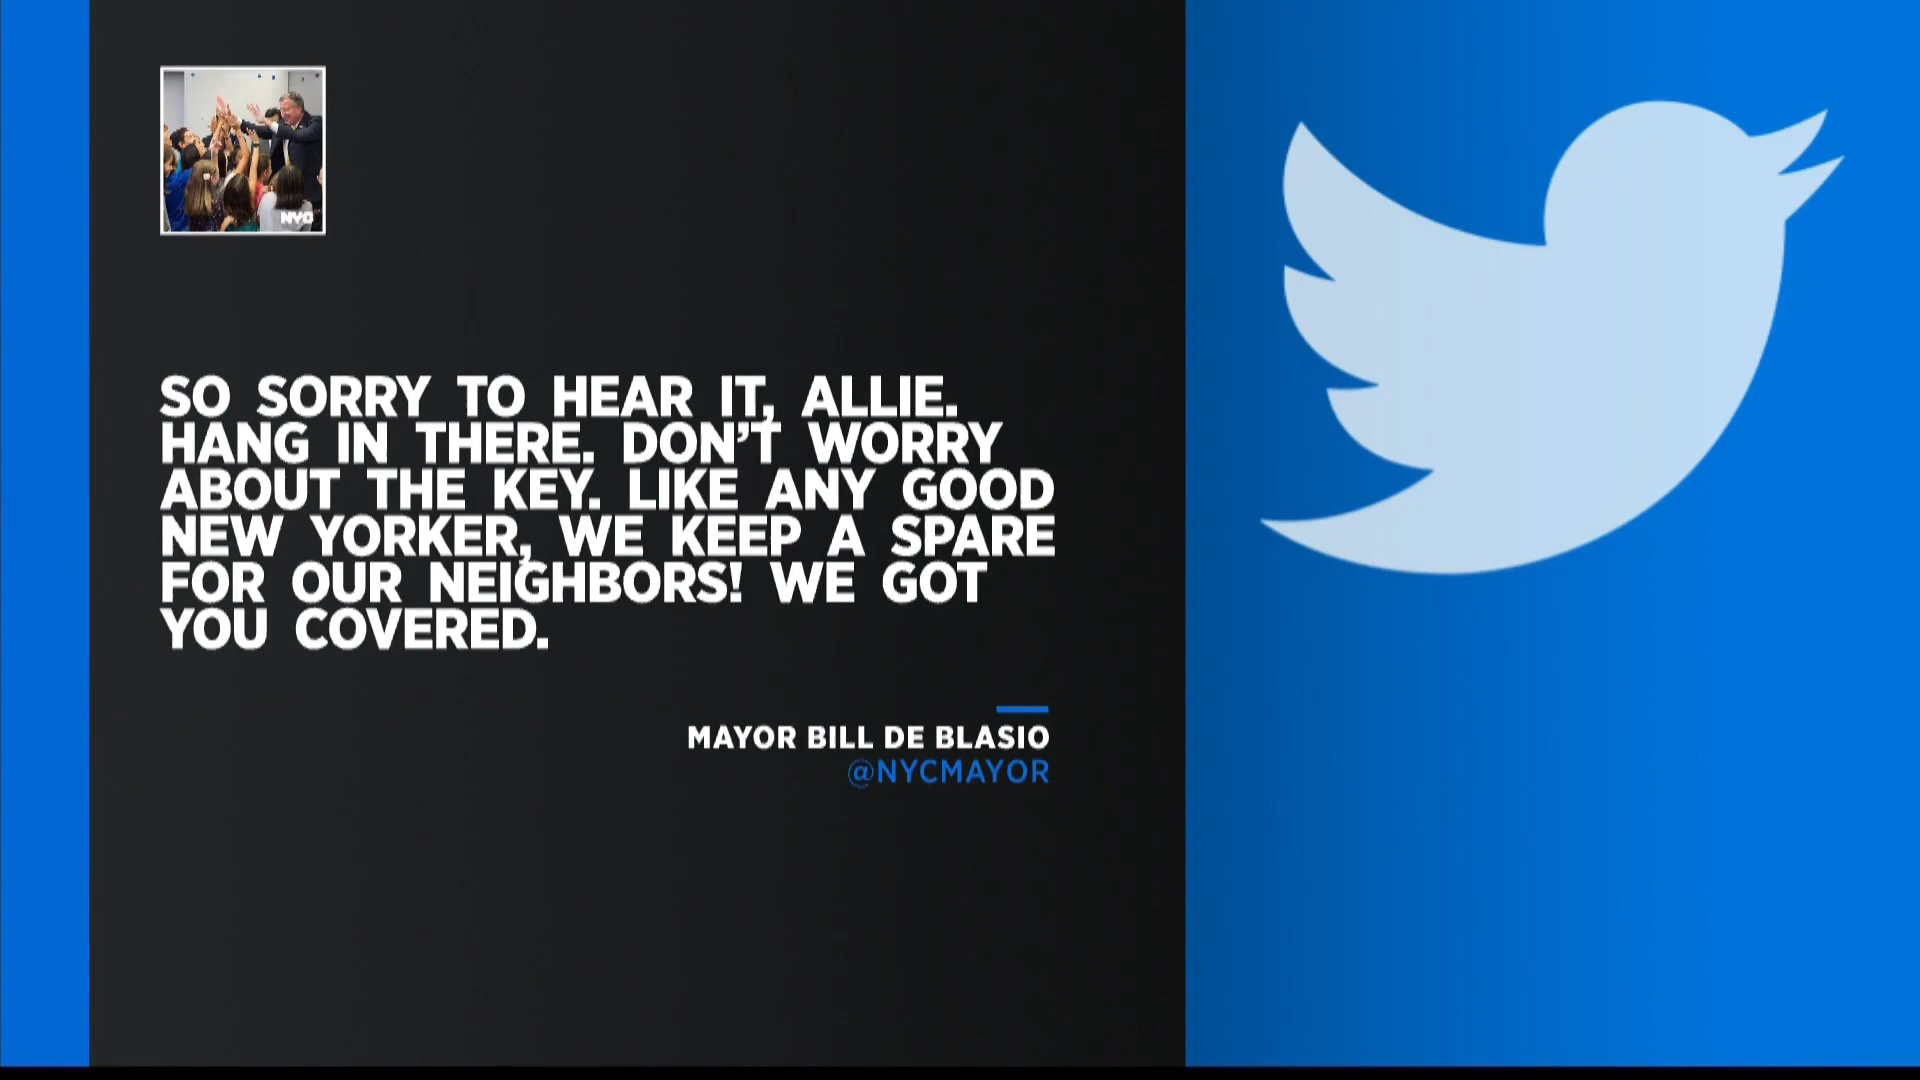 NYC
SO SORRY TO HEAR IT, ALLIE.
HANG IN THERE. DON'T WORRY
ABOUT THE KEY. LIKE ANY GOOD
NEW YORKER, WE KEEP A SPARE
FOR OUR NEIGHBORS! WE GOT
YOU COVERED.
MAYOR BILL DE BLASIO
@NYCMAYOR